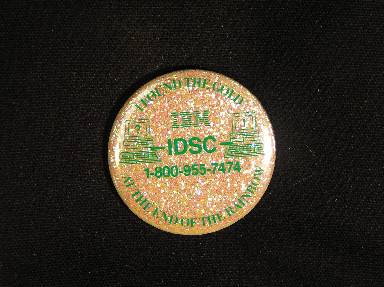 I FOUND THE GOLD
IBM
IDSC
1-800-955-7474
AT THE END OF THE RAINBOW